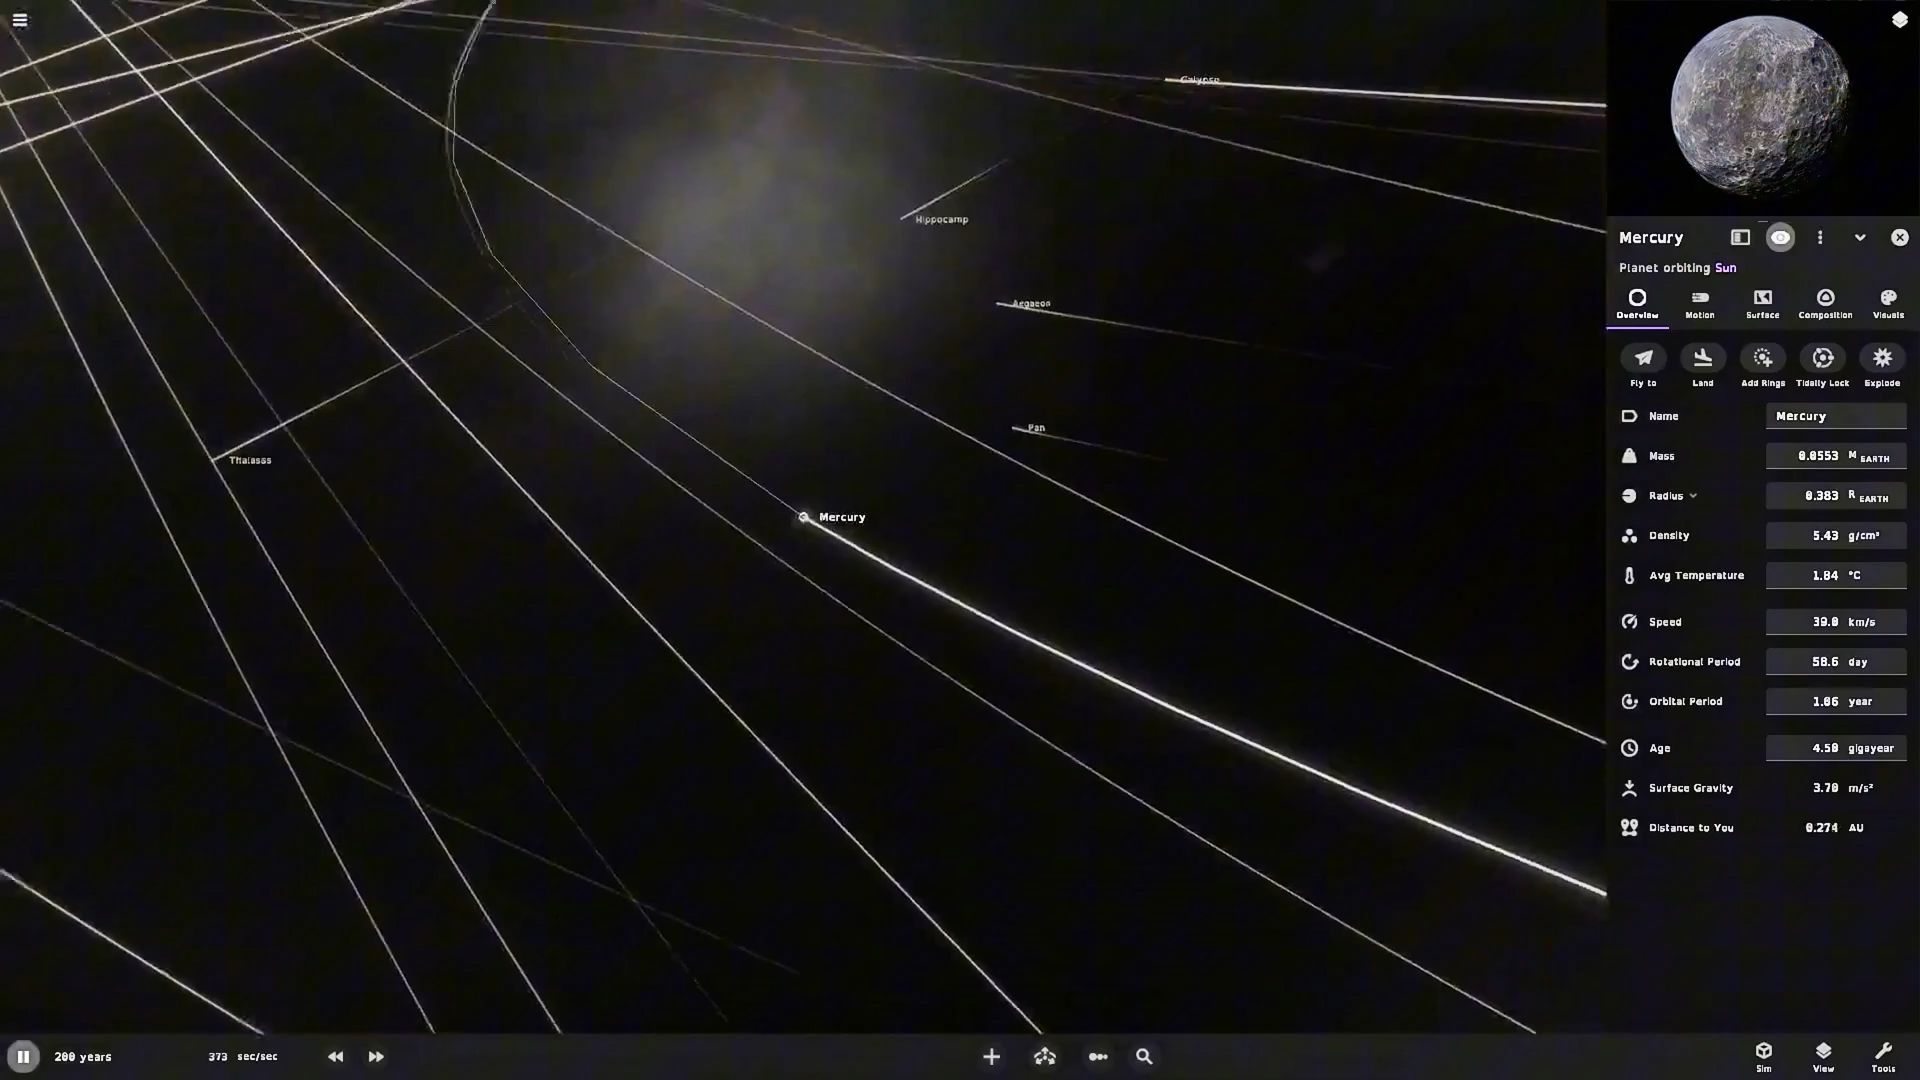 Calypso
Hippocamp
Aegaeon
Pan
Thalassa
Mercury
Mercury
Planet orbiting Sun
Overview Motion Surface Composition Visuals
Fly to Land Add Rings Tidally Lock Explode
Name Mercury
Mass 0.0553 M EARTH
Radius 0.383 R EARTH
Density 5.43 g/cm³
Avg Temperature 1.84 °C
Speed 39.0 km/s
Rotational Period 58.6 day
Orbital Period 1.06 year
Age 4.50 gigayear
Surface Gravity 3.70 m/s²
Distance to You 0.274 AU
200 years 373 sec/sec
Sim View Tools